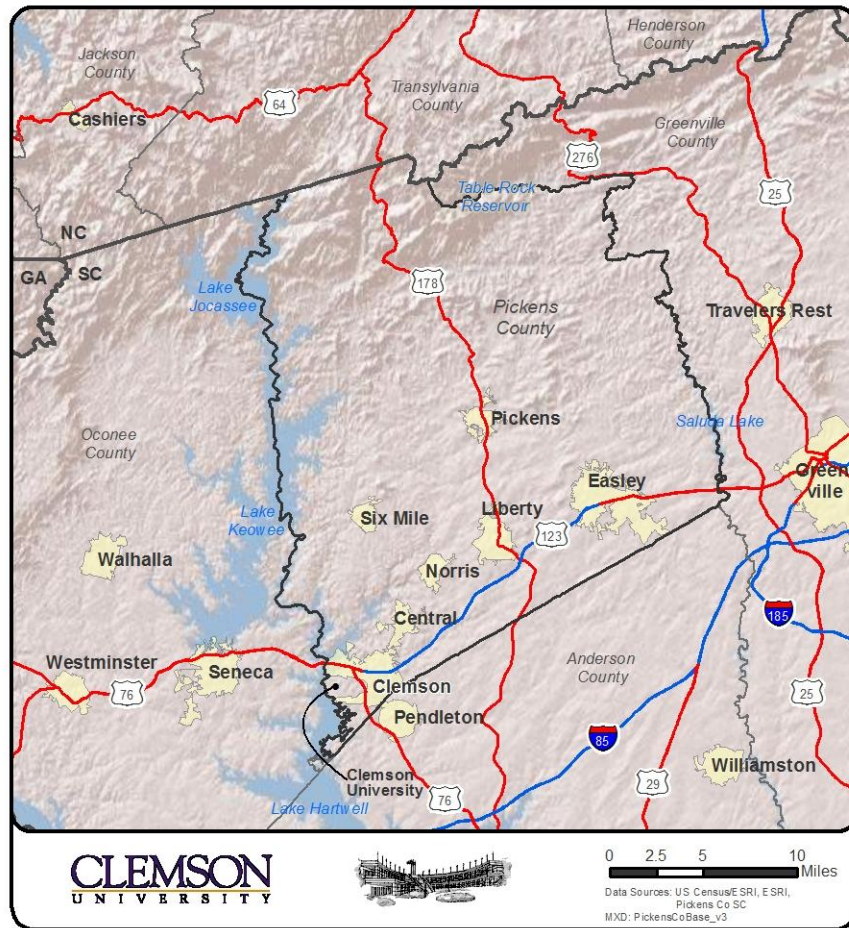 Henderson
County
Jackson
County
Transylvania
County
64
Cashiers
Greenville
County
276
Table Rock
Reservoir
25
NC
GA
SC
178
Lake
Jocassee
Pickens
County
Travelers Rest
Pickens
Saluda Lake
Oconee
County
Easley
Green
ville
Lake
Keowee
Six Mile
Liberty
123
Walhalla
Norris
185
Central
Westminster
Seneca
76
Clemson
Anderson
County
25
Pendleton
85
Williamston
Clemson
University
29
76
Lake Hartwell
CLEMSON
UNIVERSITY
0 2.5 5 10
Miles
Data Sources: US Census/ESRI, ESRI,
Pickens Co SC
MXD: PickensCoBase_v3